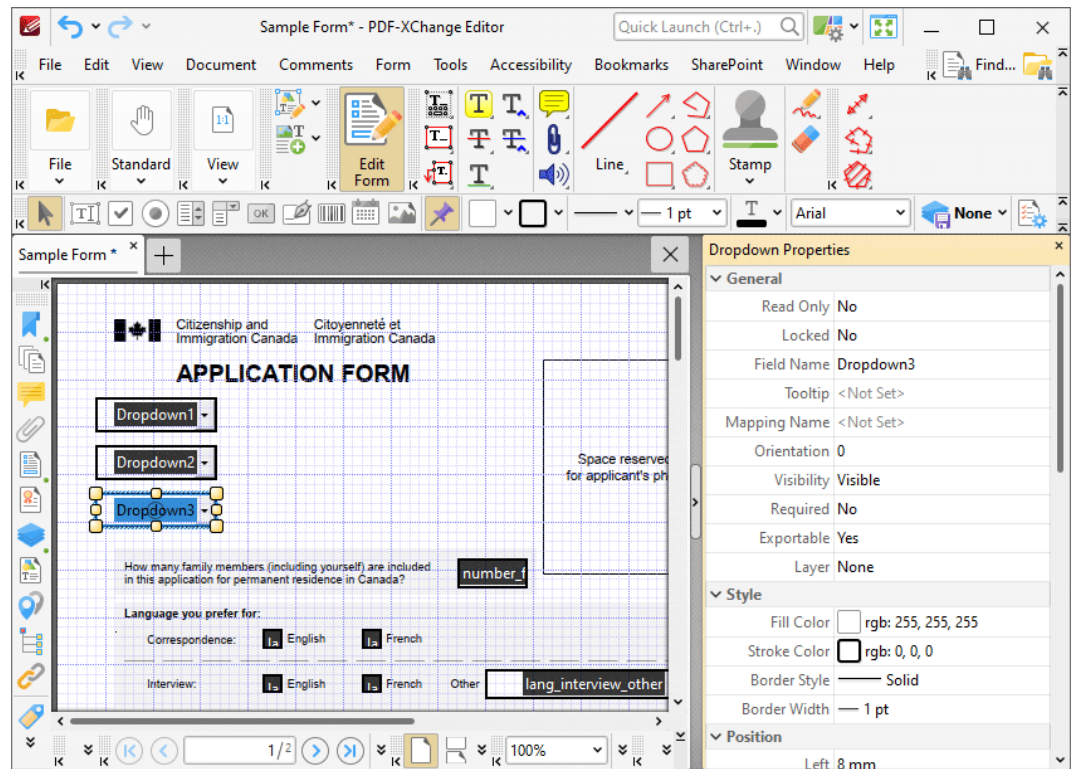 Sample Form* - PDF-XChange Editor
Quick Launch (Ctrl+.)
File Edit View Document Comments Form Tools Accessibility Bookmarks SharePoint Window Help Find...
1:1
File Standard View Edit Form Line Stamp
OK 1 pt T Arial None
Sample Form *
Dropdown Properties
General
Read Only No
Locked No
Field Name Dropdown3
Tooltip <Not Set>
Mapping Name <Not Set>
Orientation 0
Visibility Visible
Required No
Exportable Yes
Layer None
Style
Fill Color rgb: 255, 255, 255
Stroke Color rgb: 0, 0, 0
Border Style Solid
Border Width 1 pt
Position
Left 8 mm
Citizenship and Citoyenneté et
Immigration Canada Immigration Canada
APPLICATION FORM
Dropdown1
Dropdown2
Dropdown3
Space reserved
for applicant's ph
How many family members (including yourself) are included
in this application for permanent residence in Canada?
number_f
Language you prefer for:
Correspondence: la English la French
Interview: la English la French Other lang_interview_other
1/2 100%